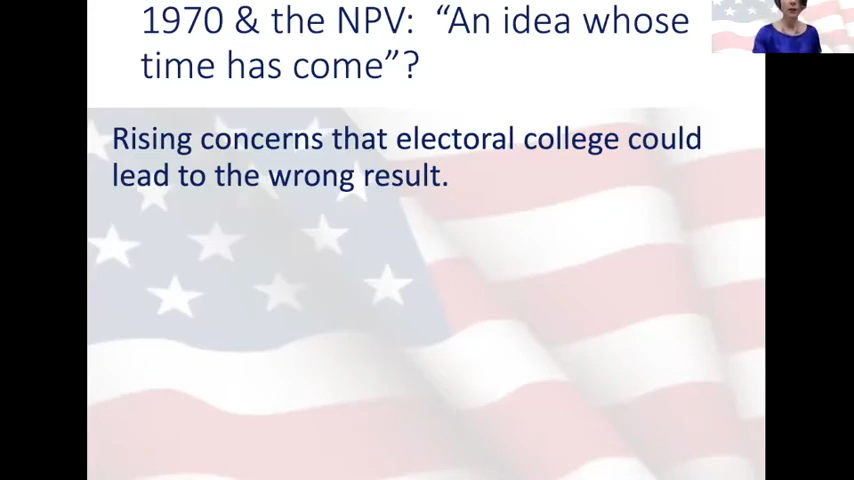 1970 & the NPV: “An idea whose
time has come”?
Rising concerns that electoral college could
lead to the wrong result.